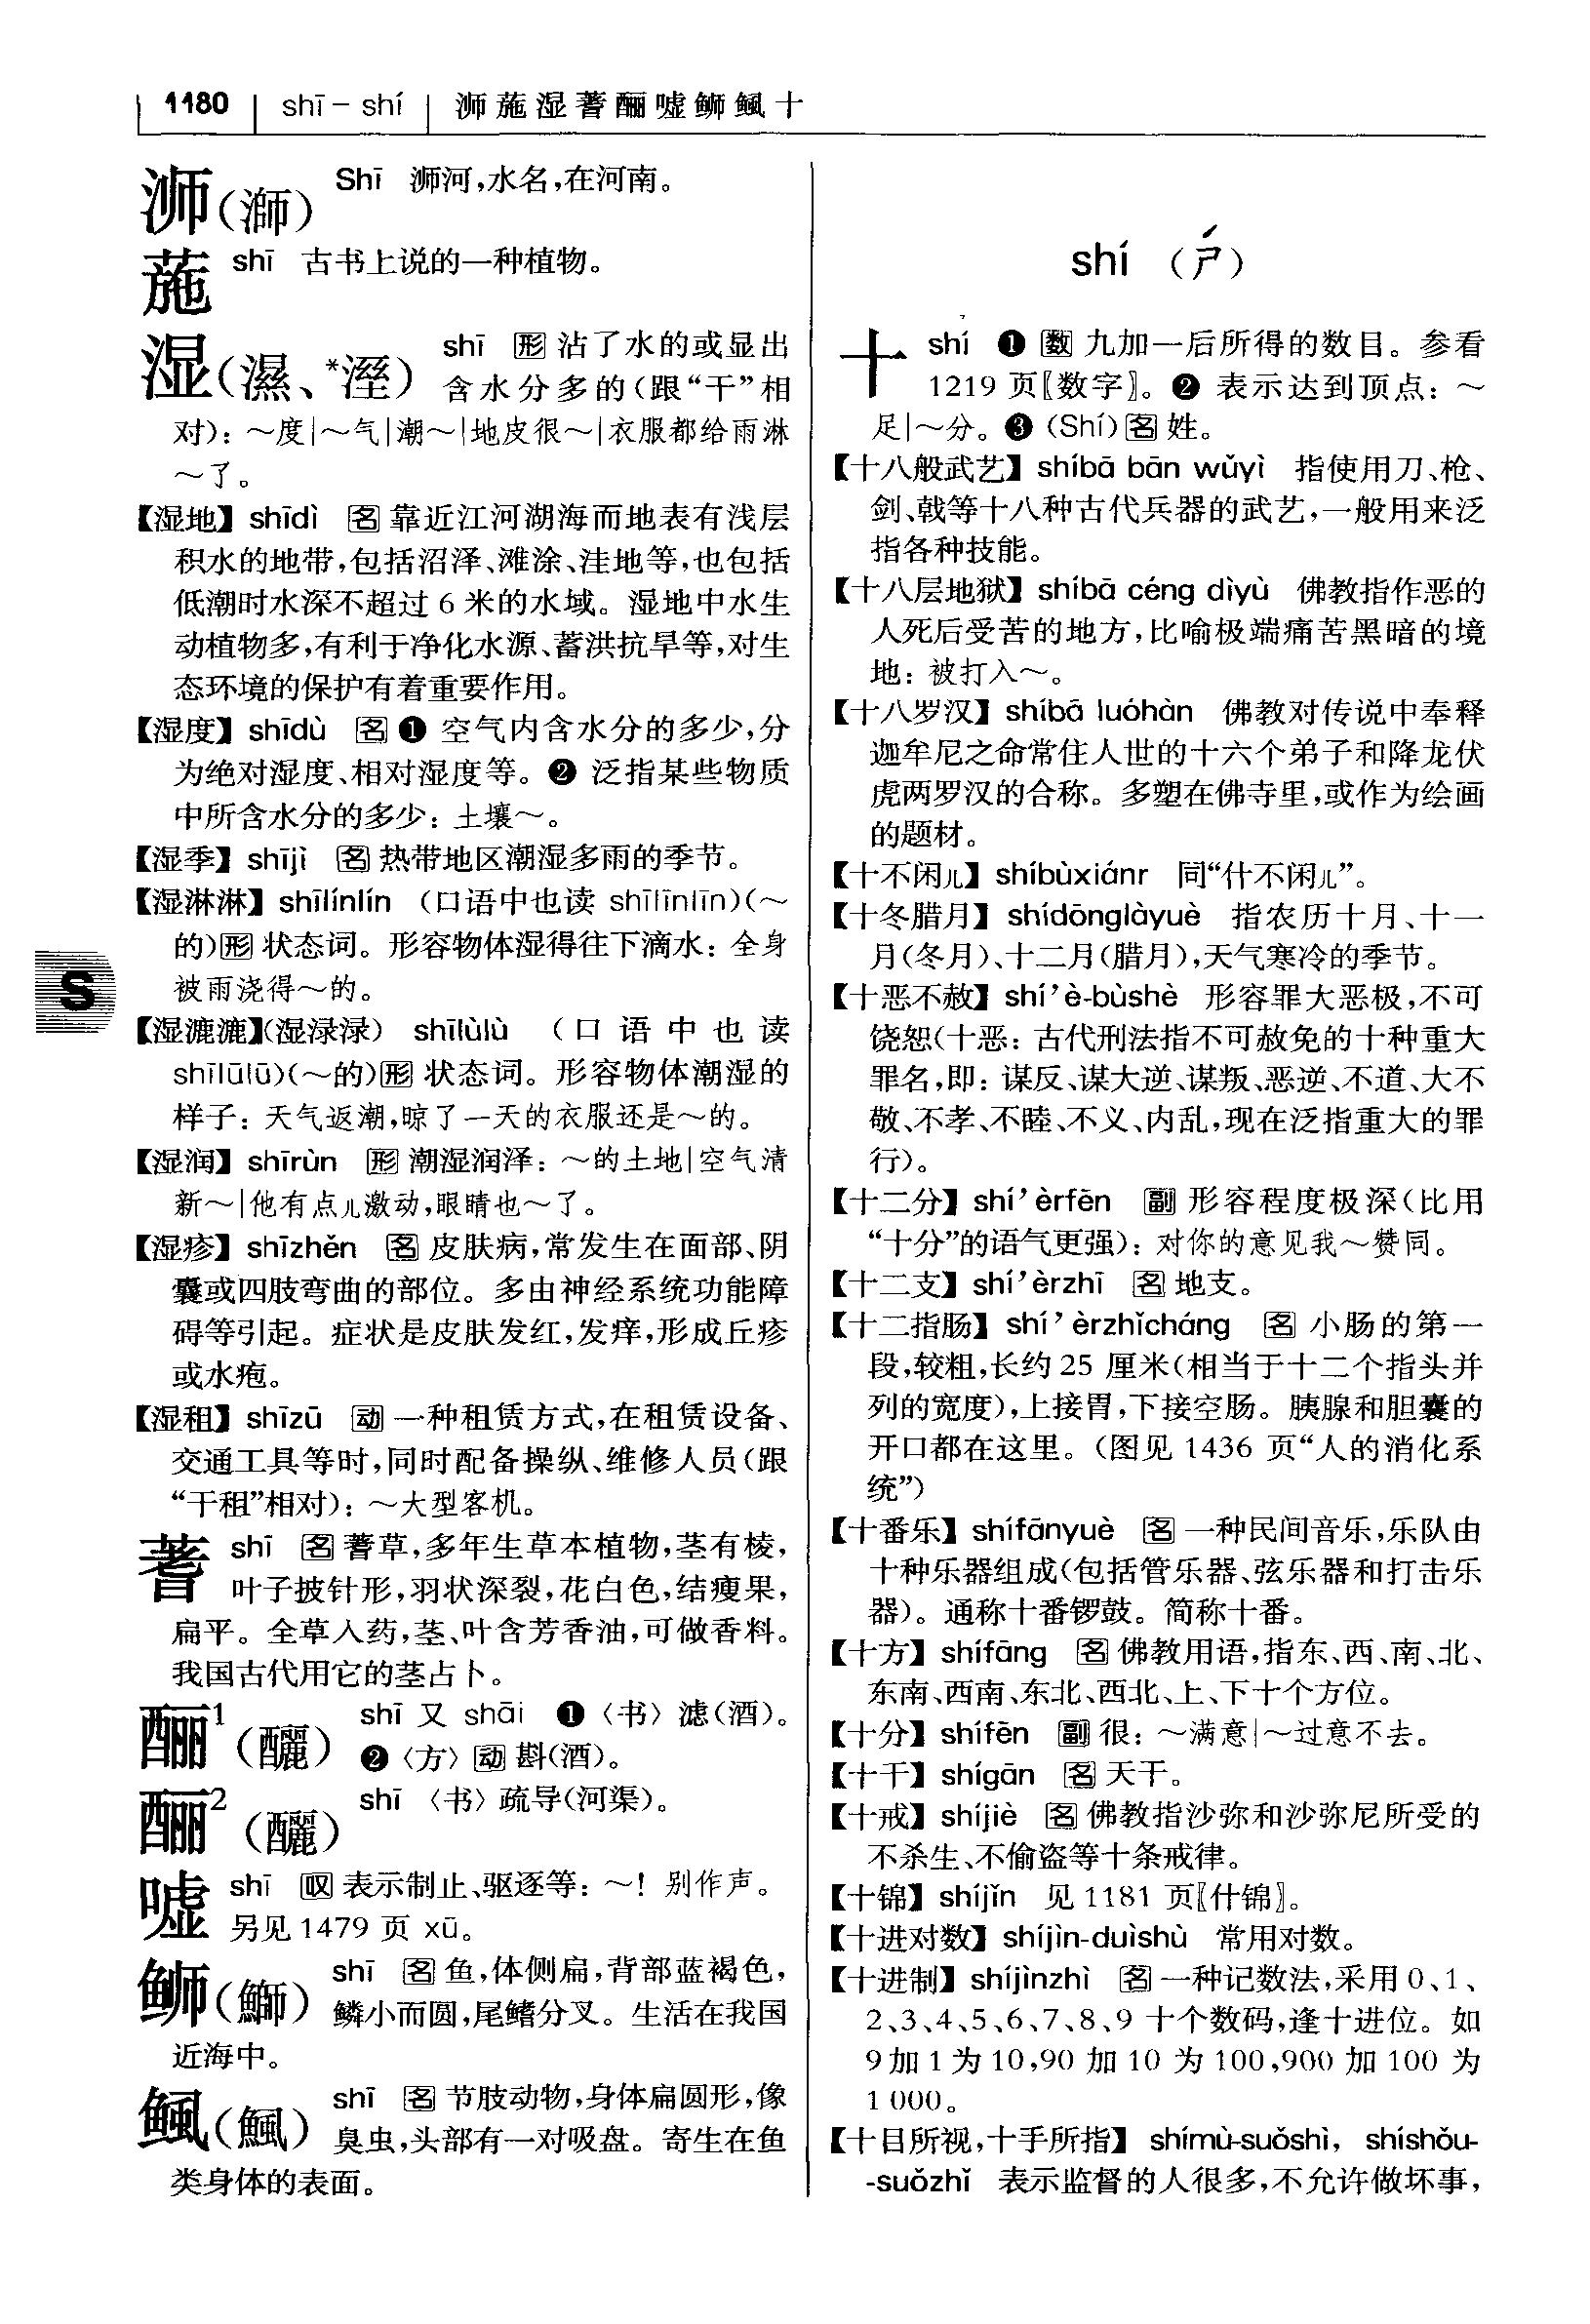 1180 shī－shí 浉葹湿蓍酾嘘鰤鲺十
浉(溮) Shī 浉河,水名,在河南。
葹 shī 古书上说的一种植物。
湿(濕、*溼) shī 形 沾了水的或显出
含水分多的(跟“干”相
对)：～度|～气|潮～|地皮很～|衣服都给雨淋
～了。
【湿地】 shīdì 名 靠近江河湖海而地表有浅层
积水的地带,包括沼泽、滩涂、洼地等,也包括
低潮时水深不超过 6 米的水域。湿地中水生
动植物多,有利于净化水源、蓄洪抗旱等,对生
态环境的保护有着重要作用。
【湿度】 shīdù 名 ❶ 空气内含水分的多少,分
为绝对湿度、相对湿度等。❷ 泛指某些物质
中所含水分的多少：土壤～。
【湿季】 shījì 名 热带地区潮湿多雨的季节。
【湿淋淋】 shīlínlín （口语中也读 shīlīnlīn)(～
的)形 状态词。形容物体湿得往下滴水：全身
被雨浇得～的。
【湿漉漉】(湿渌渌) shīlùlù （口语中也读
shīlūlū)(～的)形 状态词。形容物体潮湿的
样子：天气返潮,晾了一天的衣服还是～的。
【湿润】 shīrùn 形 潮湿润泽：～的土地|空气清
新～|他有点儿激动,眼睛也～了。
【湿疹】 shīzhěn 名 皮肤病,常发生在面部、阴
囊或四肢弯曲的部位。多由神经系统功能障
碍等引起。症状是皮肤发红,发痒,形成丘疹
或水疱。
【湿租】 shīzū 动 一种租赁方式,在租赁设备、
交通工具等时,同时配备操纵、维修人员(跟
“干租”相对)：～大型客机。
蓍 shī 名 蓍草,多年生草本植物,茎有棱,
叶子披针形,羽状深裂,花白色,结瘦果,
扁平。全草入药,茎、叶含芳香油,可做香料。
我国古代用它的茎占卜。
酾1(釃) shī 又 shāi ❶〈书〉滤(酒)。
❷〈方〉动 斟(酒)。
酾2(釃) shī 〈书〉疏导(河渠)。
嘘 shī 叹 表示制止、驱逐等：～！别作声。
另见 1479 页 xū。
鰤(鰤) shī 名 鱼,体侧扁,背部蓝褐色,
鳞小而圆,尾鳍分叉。生活在我国
近海中。
鲺(鯴) shī 名 节肢动物,身体扁圆形,像
臭虫,头部有一对吸盘。寄生在鱼
类身体的表面。
shí （ㄕˊ）
十 shí ❶ 数 九加一后所得的数目。参看
1219 页〖数字〗。❷ 表示达到顶点：～
足|～分。❸ (Shí) 名 姓。
【十八般武艺】 shíbā bān wǔyì 指使用刀、枪、
剑、戟等十八种古代兵器的武艺,一般用来泛
指各种技能。
【十八层地狱】 shíbā céng dìyù 佛教指作恶的
人死后受苦的地方,比喻极端痛苦黑暗的境
地：被打入～。
【十八罗汉】 shíbā luóhàn 佛教对传说中奉释
迦牟尼之命常住人世的十六个弟子和降龙伏
虎两罗汉的合称。多塑在佛寺里,或作为绘画
的题材。
【十不闲儿】 shíbùxiánr 同“什不闲儿”。
【十冬腊月】 shídōnglàyuè 指农历十月、十一
月(冬月)、十二月(腊月),天气寒冷的季节。
【十恶不赦】 shí’è-bùshè 形容罪大恶极,不可
饶恕(十恶：古代刑法指不可赦免的十种重大
罪名,即：谋反、谋大逆、谋叛、恶逆、不道、大不
敬、不孝、不睦、不义、内乱,现在泛指重大的罪
行)。
【十二分】 shí’èrfēn 副 形容程度极深(比用
“十分”的语气更强)：对你的意见我～赞同。
【十二支】 shí’èrzhī 名 地支。
【十二指肠】 shí’èrzhǐcháng 名 小肠的第一
段,较粗,长约 25 厘米(相当于十二个指头并
列的宽度),上接胃,下接空肠。胰腺和胆囊的
开口都在这里。(图见 1436 页“人的消化系
统”)
【十番乐】 shífānyuè 名 一种民间音乐,乐队由
十种乐器组成(包括管乐器、弦乐器和打击乐
器)。通称十番锣鼓。简称十番。
【十方】 shífāng 名 佛教用语,指东、西、南、北、
东南、西南、东北、西北、上、下十个方位。
【十分】 shífēn 副 很：～满意|～过意不去。
【十干】 shígān 名 天干。
【十戒】 shíjiè 名 佛教指沙弥和沙弥尼所受的
不杀生、不偷盗等十条戒律。
【十锦】 shíjǐn 见 1181 页〖什锦〗。
【十进对数】 shíjìn-duìshù 常用对数。
【十进制】 shíjìnzhì 名 一种记数法,采用 0、1、
2、3、4、5、6、7、8、9 十个数码,逢十进位。如
9 加 1 为 10,90 加 10 为 100,900 加 100 为
1 000。
【十目所视,十手所指】 shímù-suǒshì, shíshǒu-
-suǒzhǐ 表示监督的人很多,不允许做坏事,
S